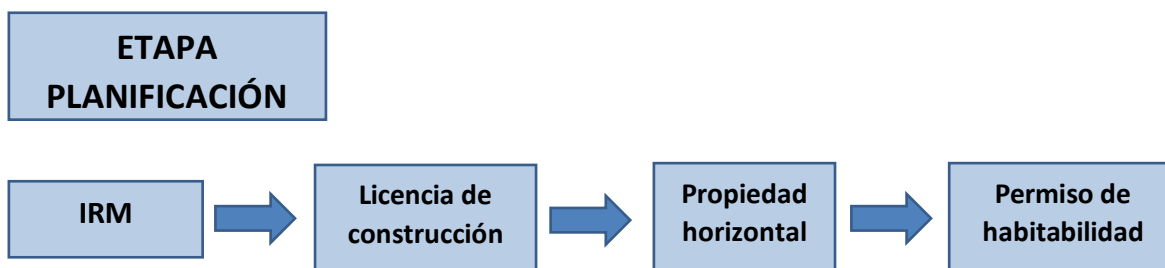 ETAPA
PLANIFICACIÓN
IRM
Licencia de
construcción
Propiedad
horizontal
Permiso de
habitabilidad